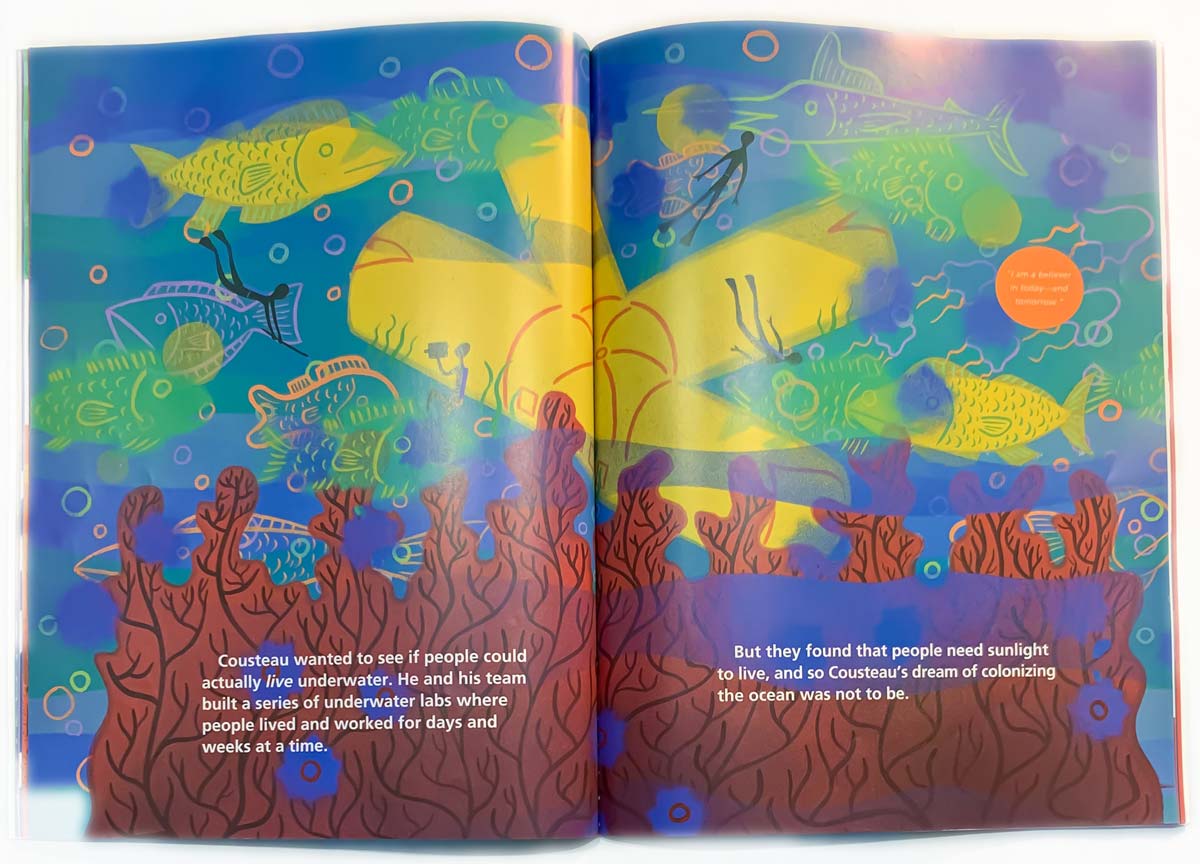 Cousteau wanted to see if people could
actually live underwater. He and his team
built a series of underwater labs where
people lived and worked for days and
weeks at a time.
"I am a believer
in today—and
tomorrow."
But they found that people need sunlight
to live, and so Cousteau's dream of colonizing
the ocean was not to be.